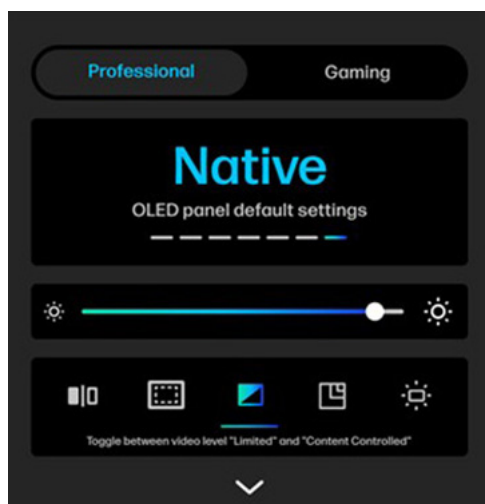 Professional
Gaming
Native
OLED panel default settings
Toggle between video level "Limited" and "Content Controlled"